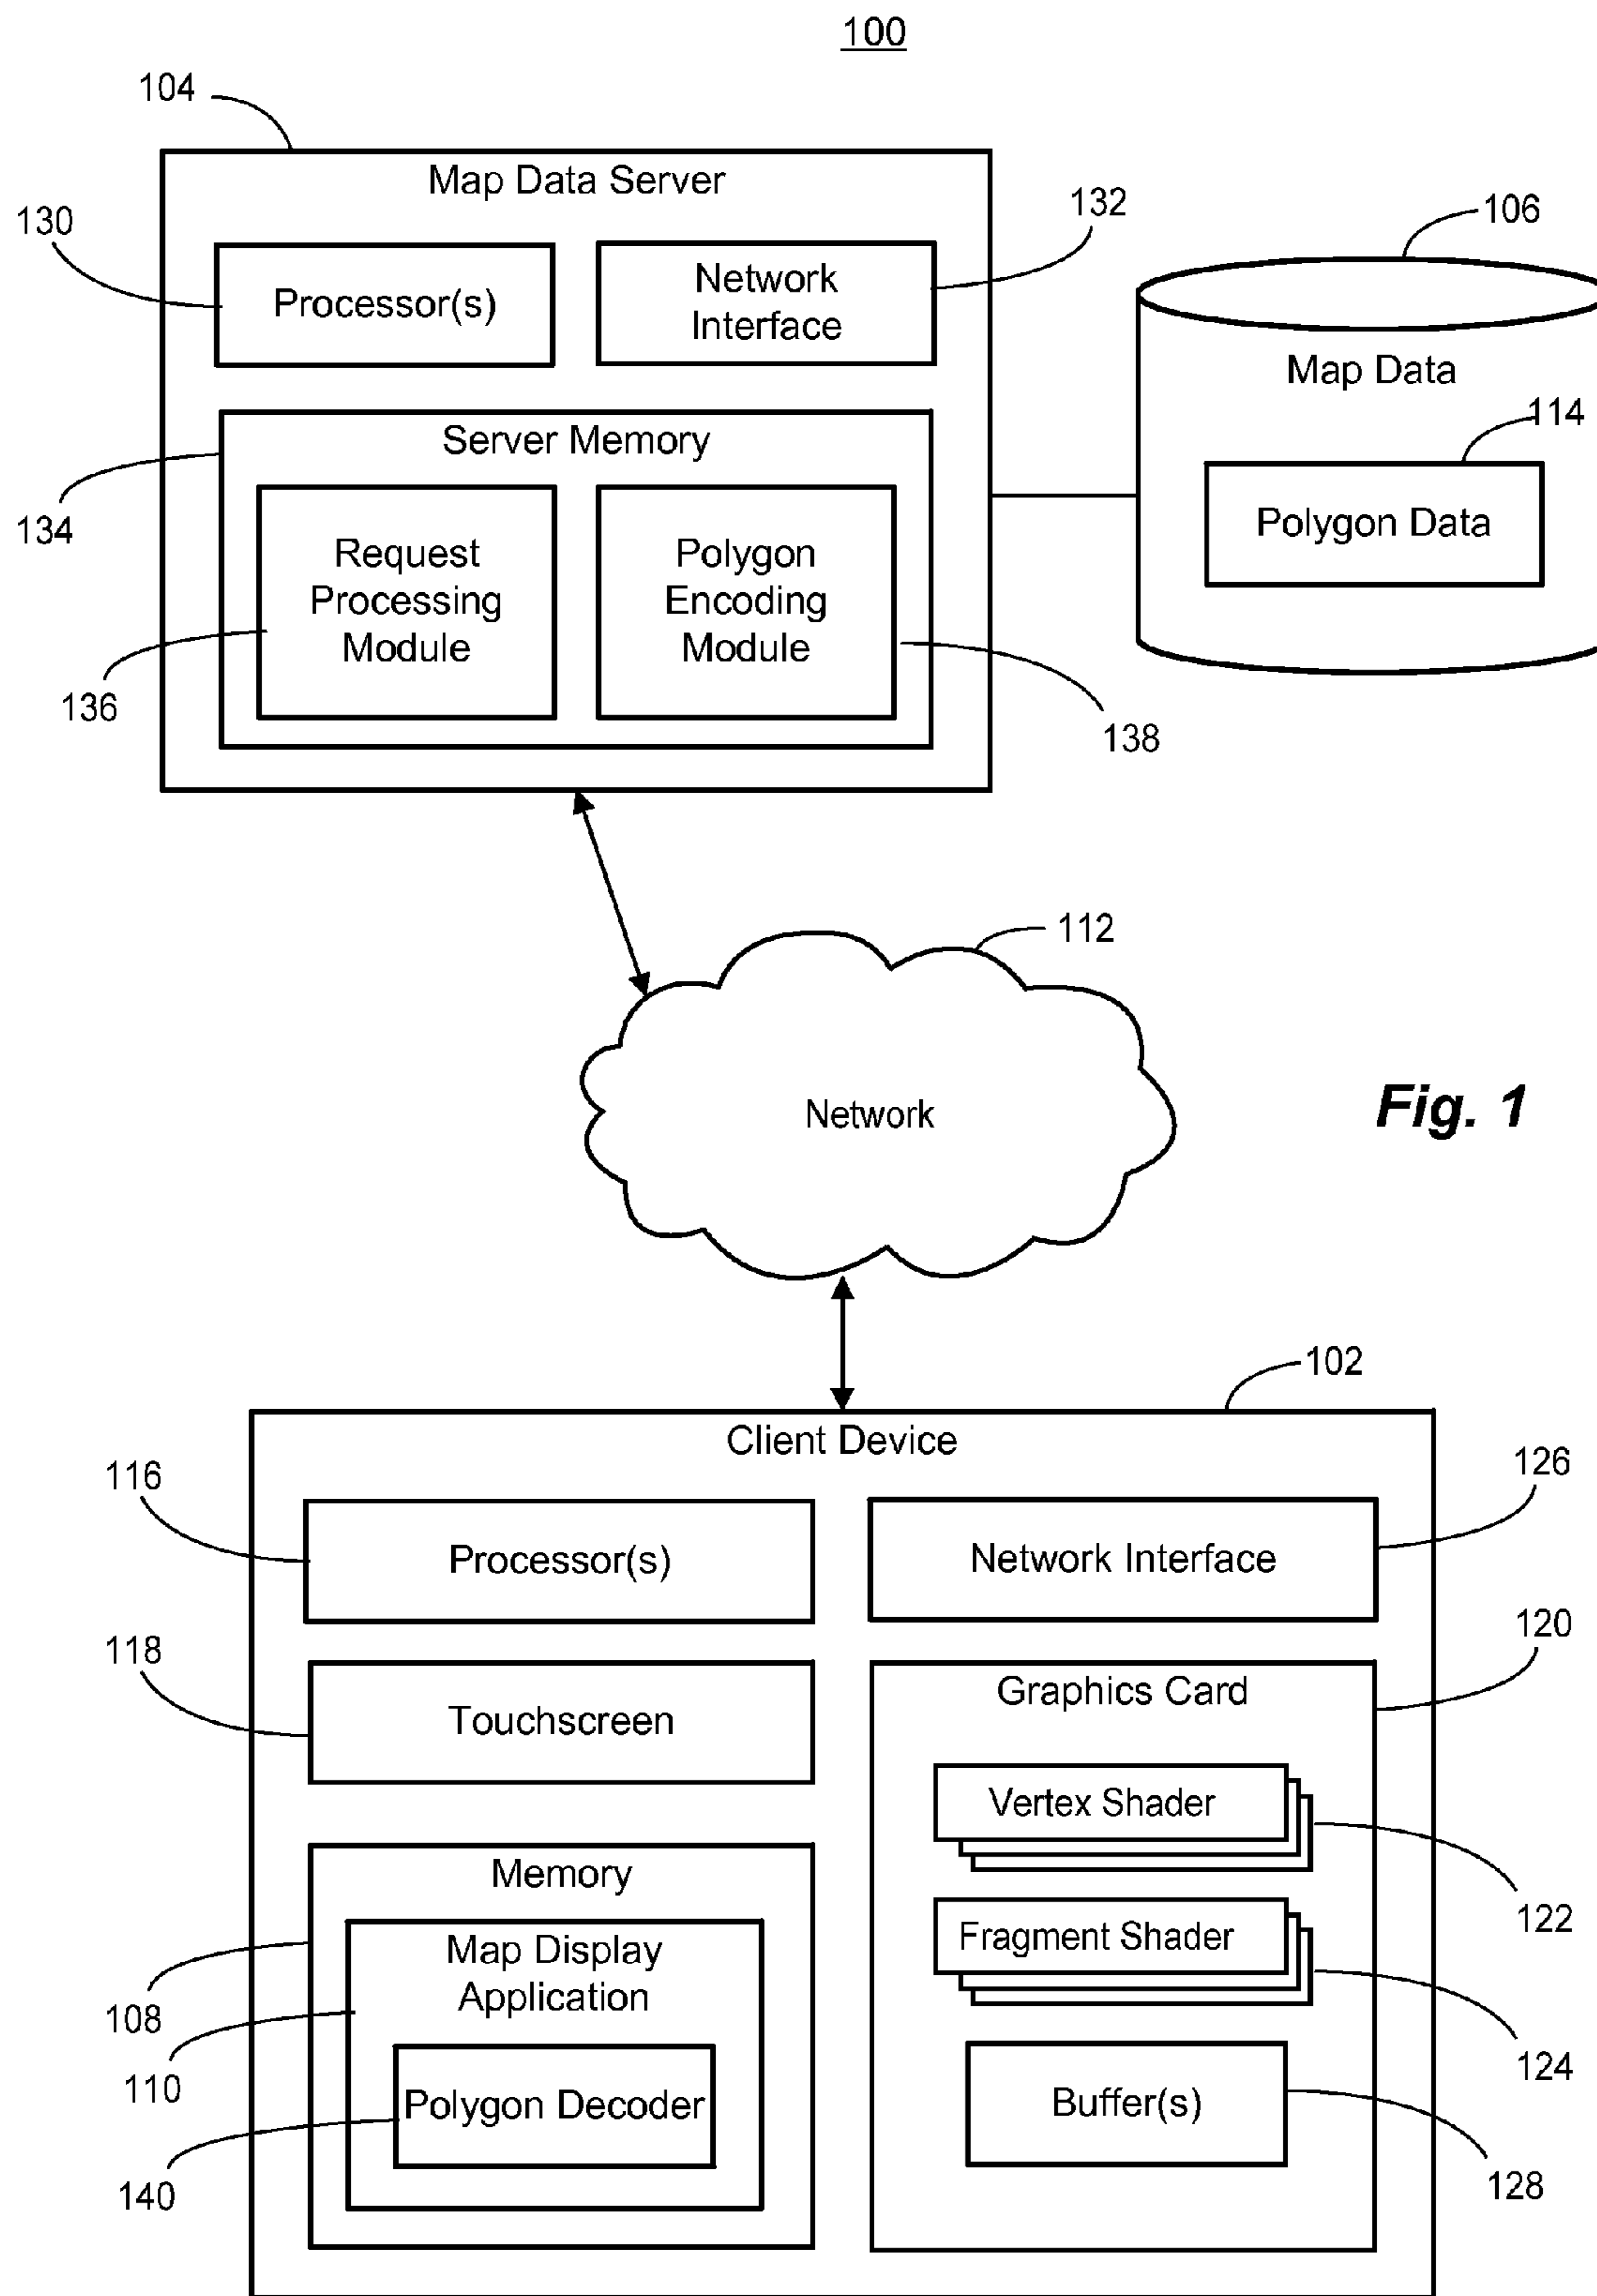 100
104
Map Data Server
130
132
106
Processor(s)
Network
Interface
Map Data
114
Server Memory
Polygon Data
134
Request
Processing
Module
Polygon
Encoding
Module
136
138
112
Network
Fig. 1
102
Client Device
116
126
Processor(s)
Network Interface
118
120
Touchscreen
Graphics Card
Vertex Shader
Memory
122
Fragment Shader
Map Display
Application
108
124
110
Polygon Decoder
Buffer(s)
140
128